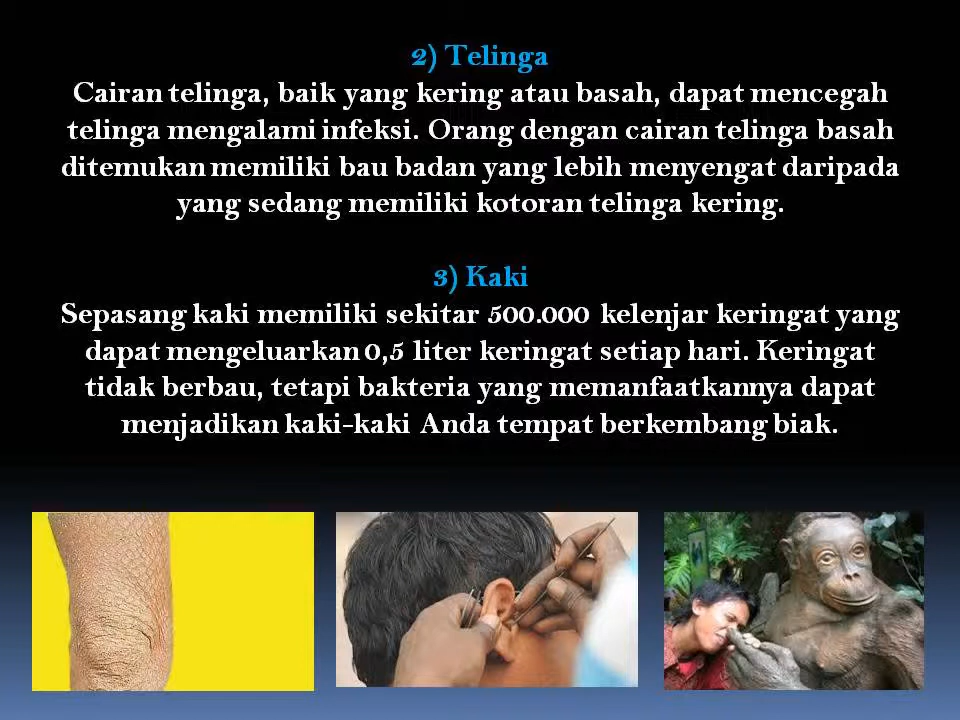 2) Telinga
Cairan telinga, baik yang kering atau basah, dapat mencegah
telinga mengalami infeksi. Orang dengan cairan telinga basah
ditemukan memiliki bau badan yang lebih menyengat daripada
yang sedang memiliki kotoran telinga kering.
3) Kaki
Sepasang kaki memiliki sekitar 500.000 kelenjar keringat yang
dapat mengeluarkan 0,5 liter keringat setiap hari. Keringat
tidak berbau, tetapi bakteria yang memanfaatkannya dapat
menjadikan kaki-kaki Anda tempat berkembang biak.